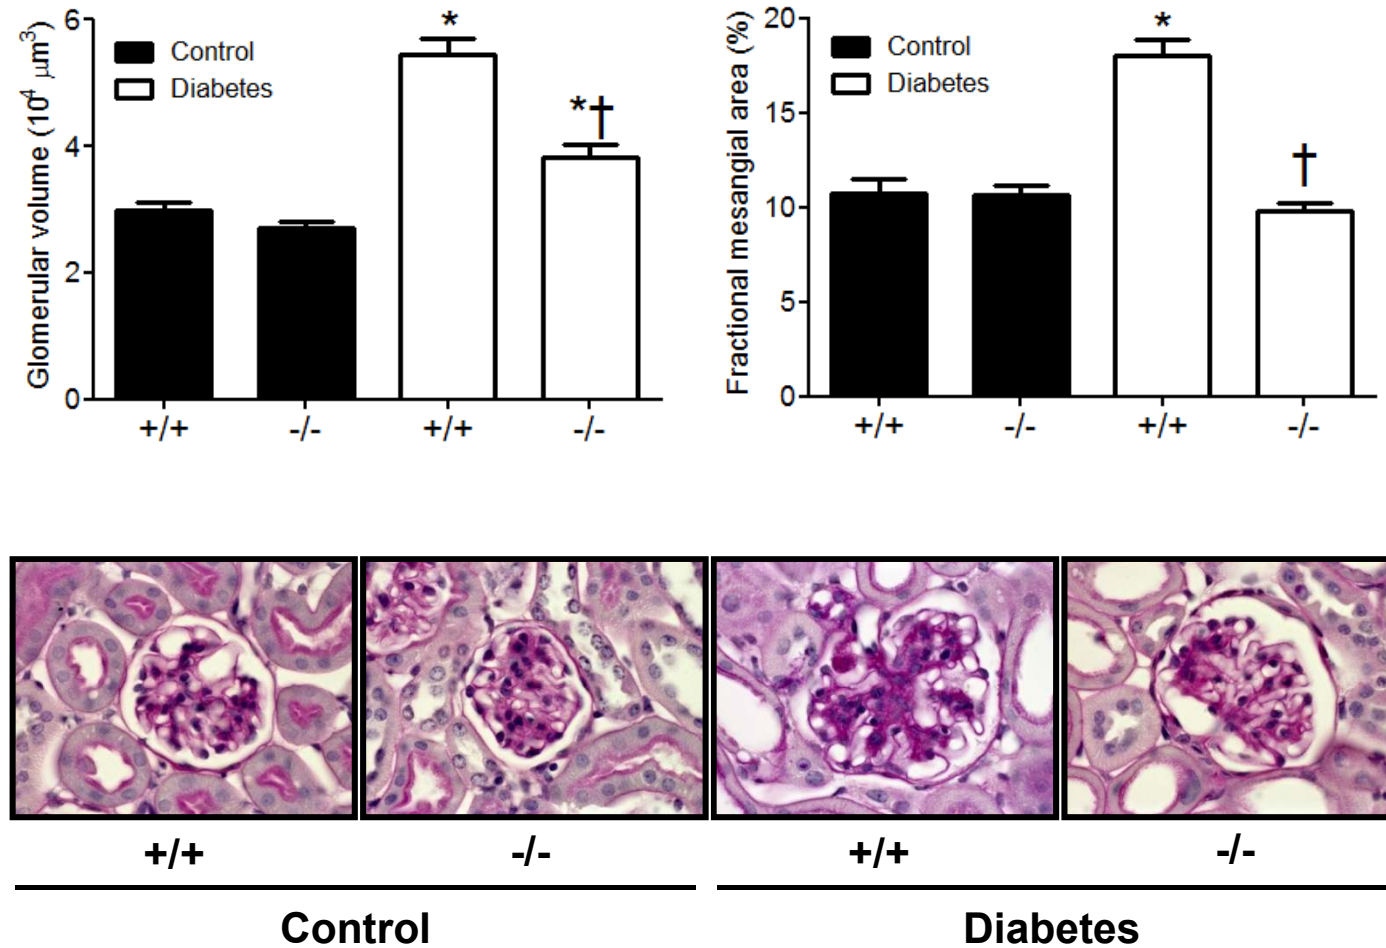 Glomerular volume (10⁴ µm³)
6
4
2
0
Control
Diabetes
*
*†
+/+ -/- +/+ -/-
Fractional mesangial area (%)
20
15
10
5
0
Control
Diabetes
*
†
+/+ -/- +/+ -/-
+/+ -/- +/+ -/-
Control Diabetes